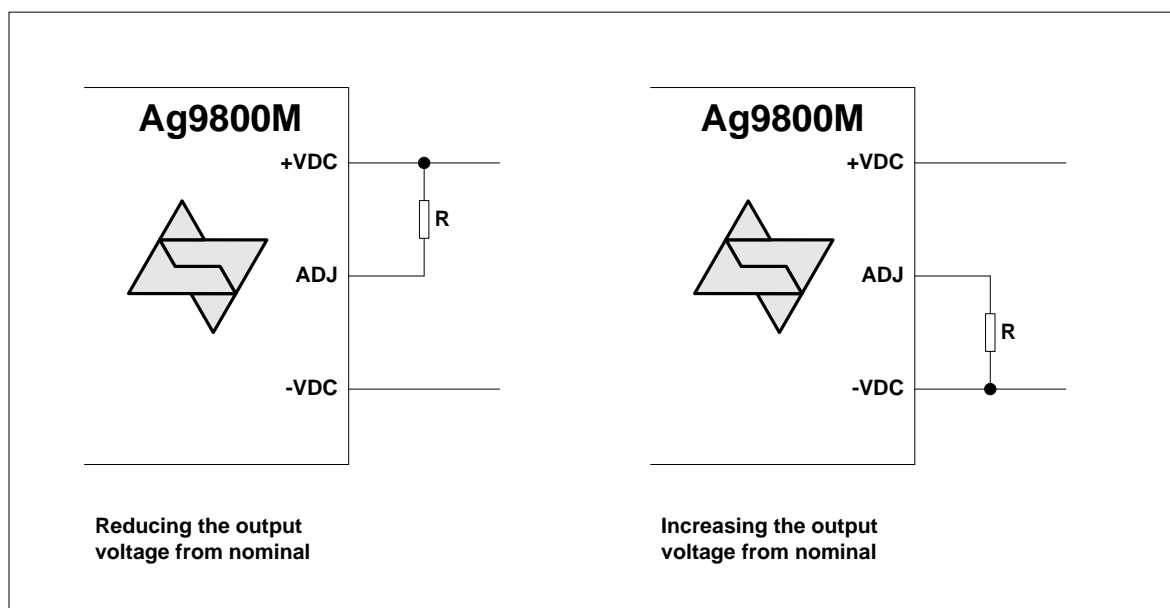 Ag9800M
+VDC
R
ADJ
-VDC
Reducing the output
voltage from nominal
Ag9800M
+VDC
ADJ
R
-VDC
Increasing the output
voltage from nominal